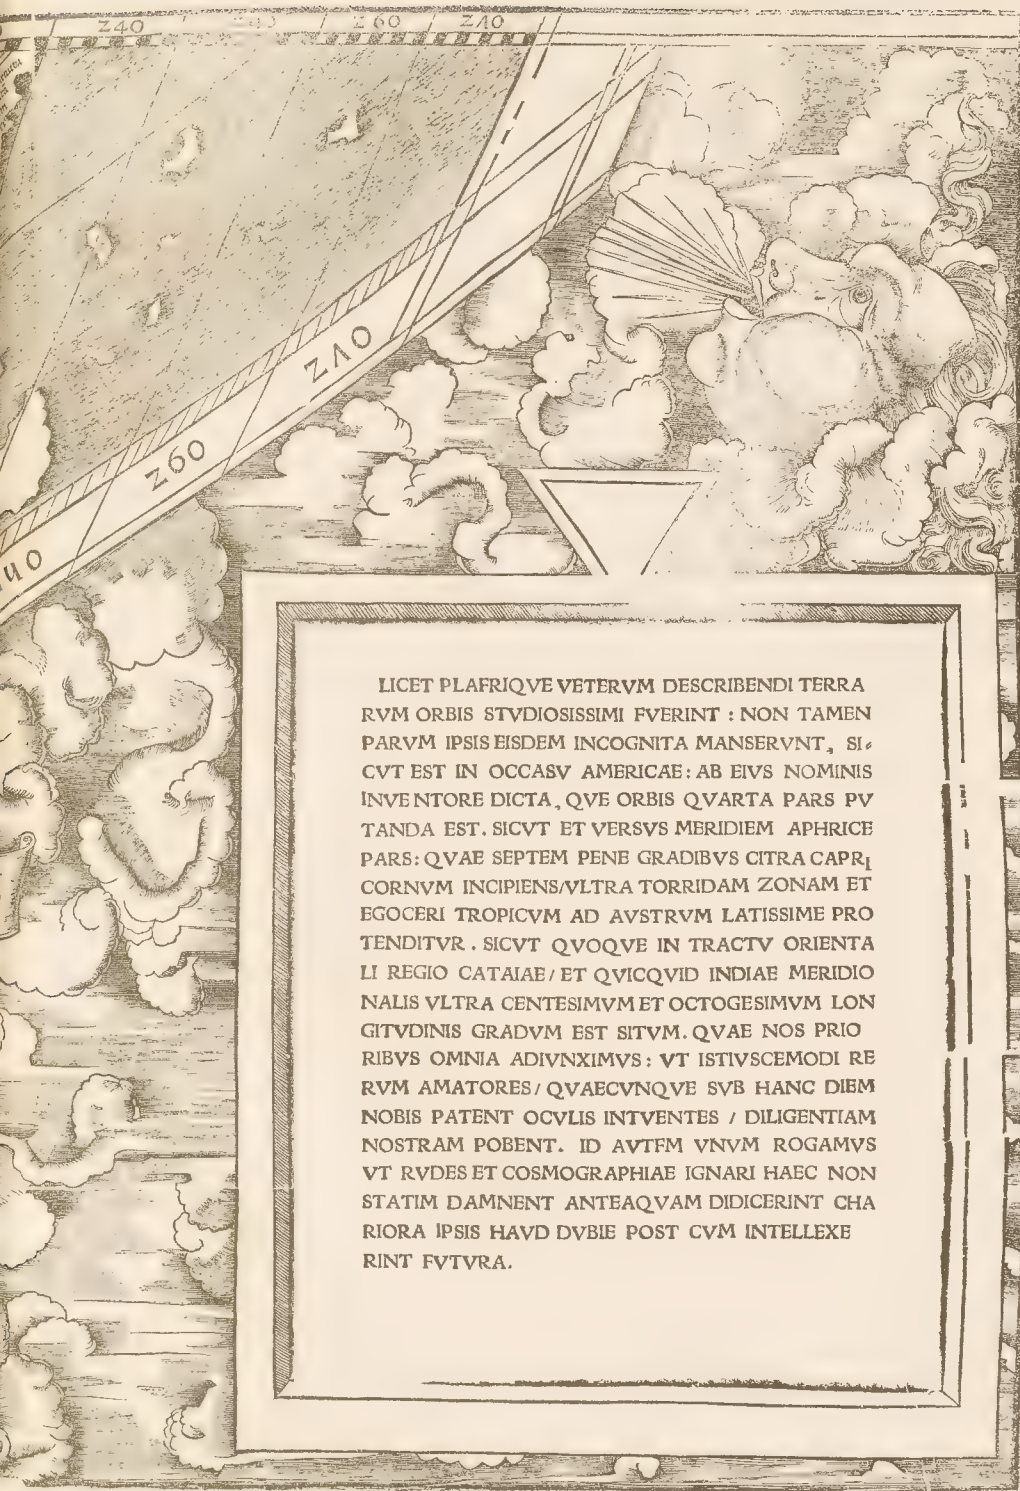 Z40
Z60
ZΛ0
ZΛ0
Z60
LICET PLAFRIQVE VETERVM DESCRIBENDI TERRA
RVM ORBIS STVDIOSISSIMI FVERINT : NON TAMEN
PARVM IPSIS EISDEM INCOGNITA MANSERVNT, SI⸗
CVT EST IN OCCASV AMERICAE: AB EIVS NOMINIS
INVENTORE DICTA, QVE ORBIS QVARTA PARS PV
TANDA EST. SICVT ET VERSVS MERIDIEM APHRICE
PARS: QVAE SEPTEM PENE GRADIBVS CITRA CAPRI
CORNVM INCIPIENS/VLTRA TORRIDAM ZONAM ET
EGOCERI TROPICVM AD AVSTRVM LATISSIME PRO
TENDITVR . SICVT QVOQVE IN TRACTV ORIENTA
LI REGIO CATAIAE/ ET QVICQVID INDIAE MERIDIO
NALIS VLTRA CENTESIMVM ET OCTOGESIMVM LON
GITVDINIS GRADVM EST SITVM. QVAE NOS PRIO
RIBVS OMNIA ADIVNXIMVS: VT ISTIVSCEMODI RE
RVM AMATORES/ QVAECVNQVE SVB HANC DIEM
NOBIS PATENT OCVLIS INTVENTES / DILIGENTIAM
NOSTRAM POBENT. ID AVTFM VNVM ROGAMVS
VT RVDES ET COSMOGRAPHIAE IGNARI HAEC NON
STATIM DAMNENT ANTEAQVAM DIDICERINT CHA
RIORA IPSIS HAVD DVBIE POST CVM INTELLEXE
RINT FVTVRA.